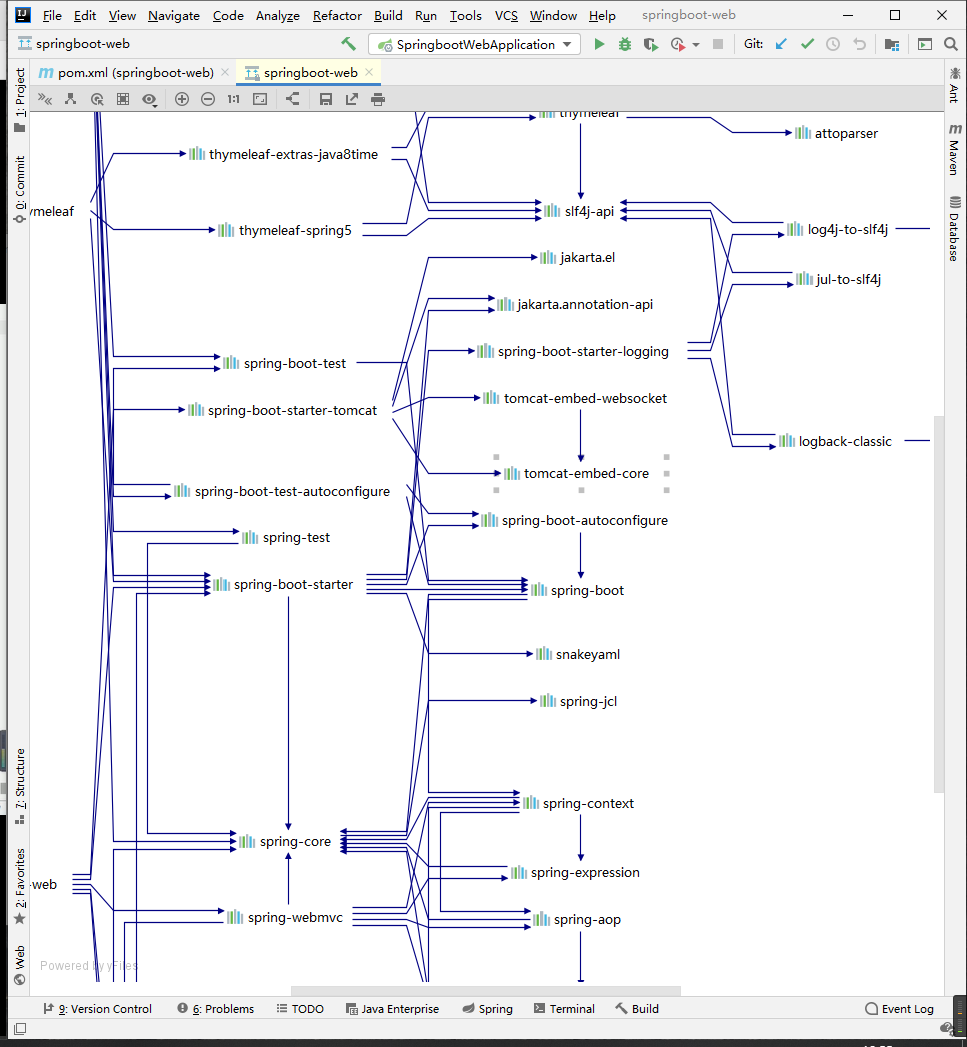 File Edit View Navigate Code Analyze Refactor Build Run Tools VCS Window Help springboot-web
springboot-web SpringbootWebApplication Git:
pom.xml (springboot-web) springboot-web
1:1
1: Project
0: Commit
7: Structure
2: Favorites
Web
Ant
Maven
Database
thymeleaf
attoparser
thymeleaf-extras-java8time
ymeleaf
slf4j-api
thymeleaf-spring5
log4j-to-slf4j
jakarta.el
jul-to-slf4j
jakarta.annotation-api
spring-boot-starter-logging
spring-boot-test
tomcat-embed-websocket
spring-boot-starter-tomcat
logback-classic
tomcat-embed-core
spring-boot-test-autoconfigure
spring-boot-autoconfigure
spring-test
spring-boot-starter
spring-boot
snakeyaml
spring-jcl
spring-context
spring-core
spring-expression
-web
spring-webmvc
spring-aop
Powered by yFiles
9: Version Control 6: Problems TODO Java Enterprise Spring Terminal Build Event Log